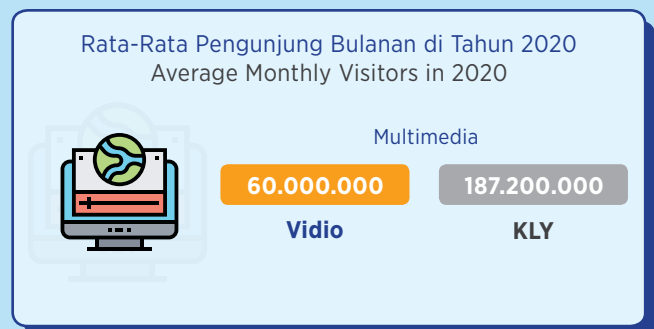 Rata-Rata Pengunjung Bulanan di Tahun 2020
Average Monthly Visitors in 2020
Multimedia
60.000.000 187.200.000
Vidio KLY